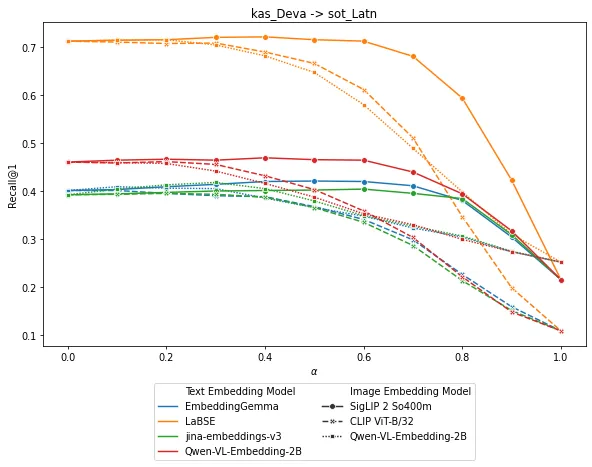 kas_Deva -> sot_Latn
Recall@1
0.7
0.6
0.5
0.4
0.3
0.2
0.1
0.0 0.2 0.4 0.6 0.8 1.0
α
Text Embedding Model
EmbeddingGemma
LaBSE
jina-embeddings-v3
Qwen-VL-Embedding-2B
Image Embedding Model
SigLIP 2 So400m
CLIP ViT-B/32
Qwen-VL-Embedding-2B